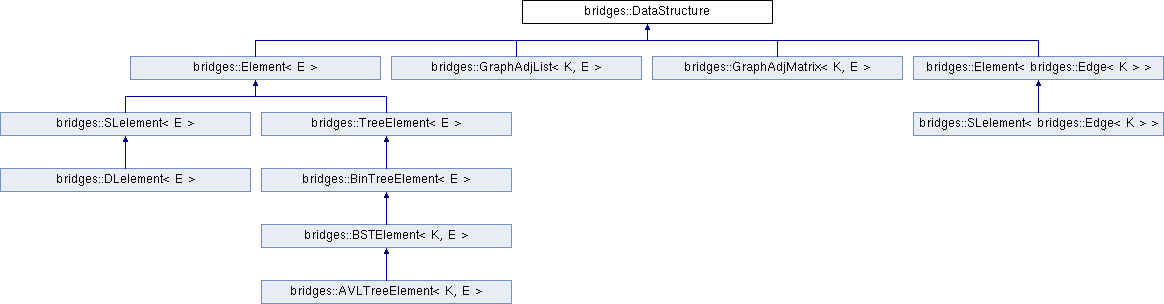 bridges::DataStructure
bridges::Element< E >
bridges::GraphAdjList< K, E >
bridges::GraphAdjMatrix< K, E >
bridges::Element< bridges::Edge< K > >
bridges::SLelement< E >
bridges::TreeElement< E >
bridges::SLelement< bridges::Edge< K > >
bridges::DLelement< E >
bridges::BinTreeElement< E >
bridges::BSTElement< K, E >
bridges::AVLTreeElement< K, E >